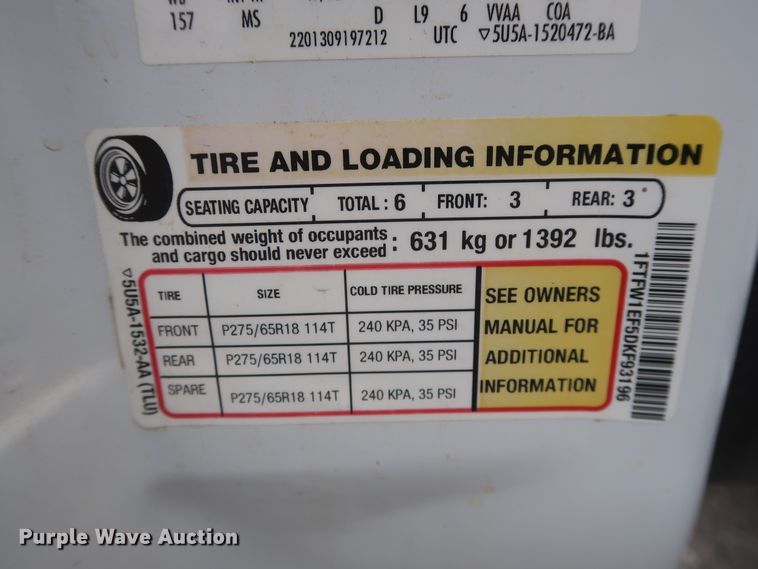 157 MS D L9 6 VVAA COA
2201309197212 UTC ▽5U5A-1520472-BA
TIRE AND LOADING INFORMATION
SEATING CAPACITY TOTAL : 6 FRONT: 3 REAR: 3
The combined weight of occupants
and cargo should never exceed : 631 kg or 1392 lbs.
TIRE SIZE COLD TIRE PRESSURE
FRONT P275/65R18 114T 240 KPA, 35 PSI
REAR P275/65R18 114T 240 KPA, 35 PSI
SPARE P275/65R18 114T 240 KPA, 35 PSI
SEE OWNERS
MANUAL FOR
ADDITIONAL
INFORMATION
▽5U5A-1532-AA (TLU)
1FTFW1EF5DKF93196
Purple Wave Auction